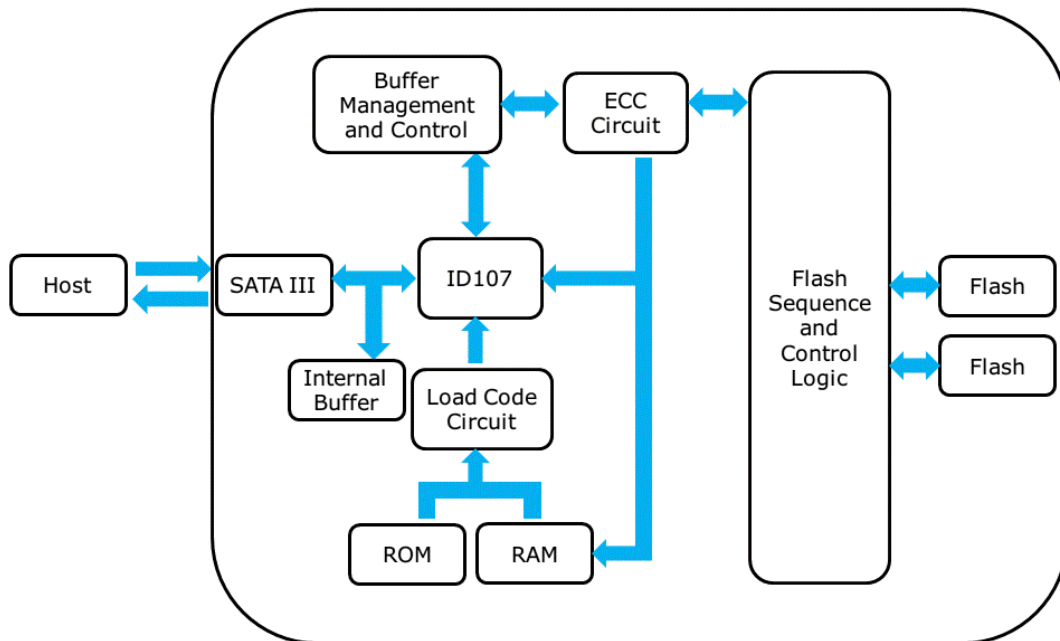 Buffer
Management
and Control
ECC
Circuit
Host
SATA III
ID107
Flash
Sequence
and
Control
Logic
Flash
Flash
Internal
Buffer
Load Code
Circuit
ROM
RAM